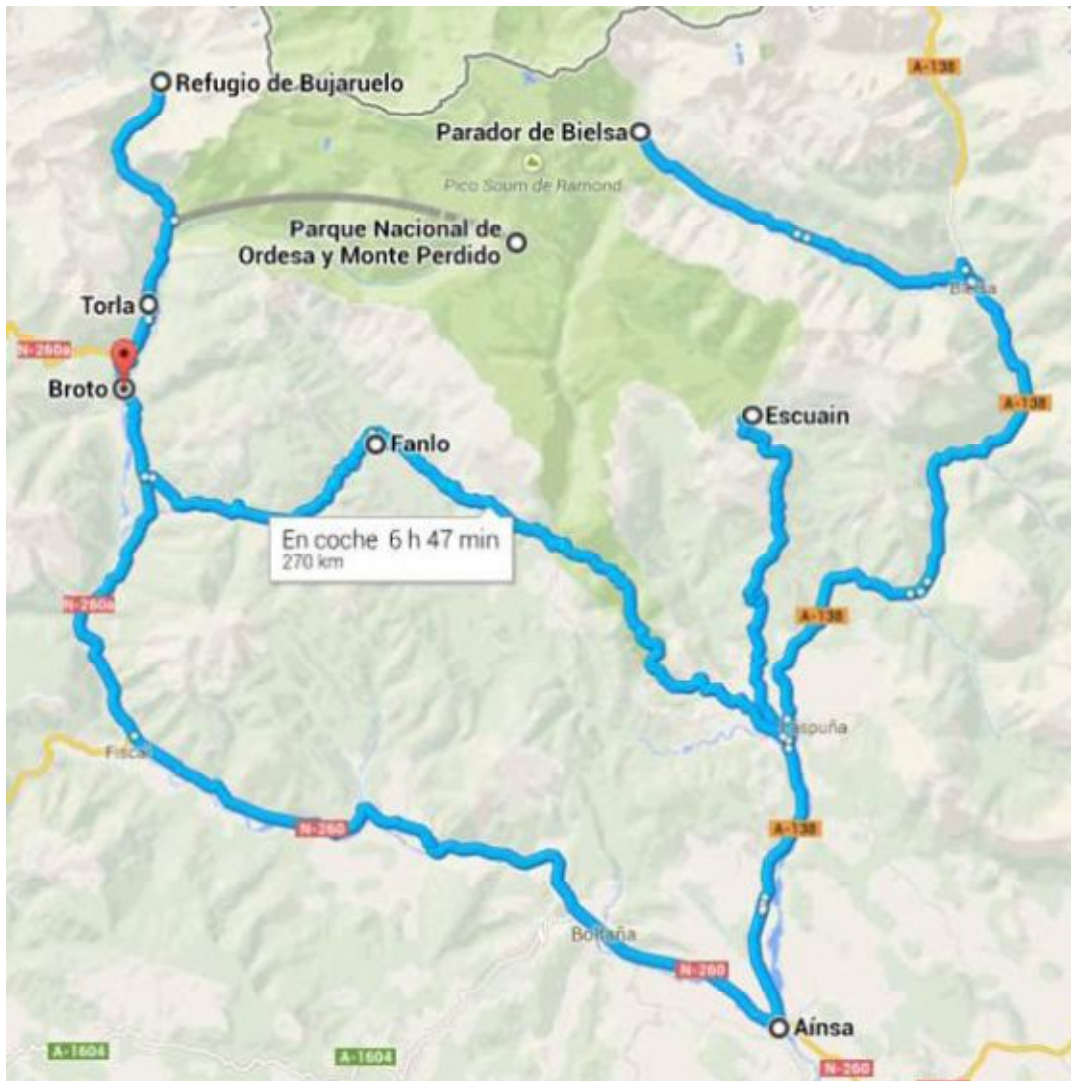 A-138
Refugio de Bujaruelo
Parador de Bielsa
Pico Soum de Ramond
Parque Nacional de
Ordesa y Monte Perdido
Bielsa
Torla
N-260a
Broto
A-138
Escuain
Fanlo
En coche 6 h 47 min
270 km
N-260a
A-138
Fiscal
N-260
A-138
Boltaña
N-260
Aínsa
A-1604
A-1604
N-260